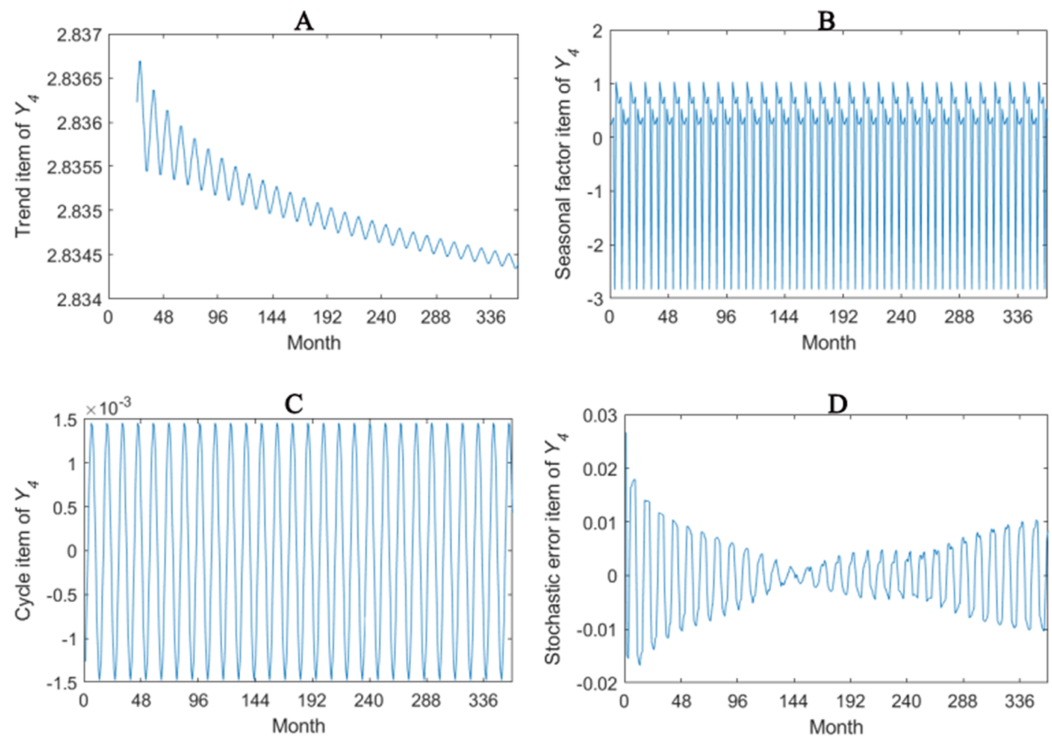 A
2.837
2.8365
2.836
2.8355
2.835
2.8345
2.834
Trend item of Y4
0 48 96 144 192 240 288 336
Month
B
2
1
0
-1
-2
-3
Seasonal factor item of Y4
0 48 96 144 192 240 288 336
Month
C
×10-3
1.5
1
0.5
0
-0.5
-1
-1.5
Cycle item of Y4
0 48 96 144 192 240 288 336
Month
D
0.03
0.02
0.01
0
-0.01
-0.02
Stochastic error item of Y4
0 48 96 144 192 240 288 336
Month